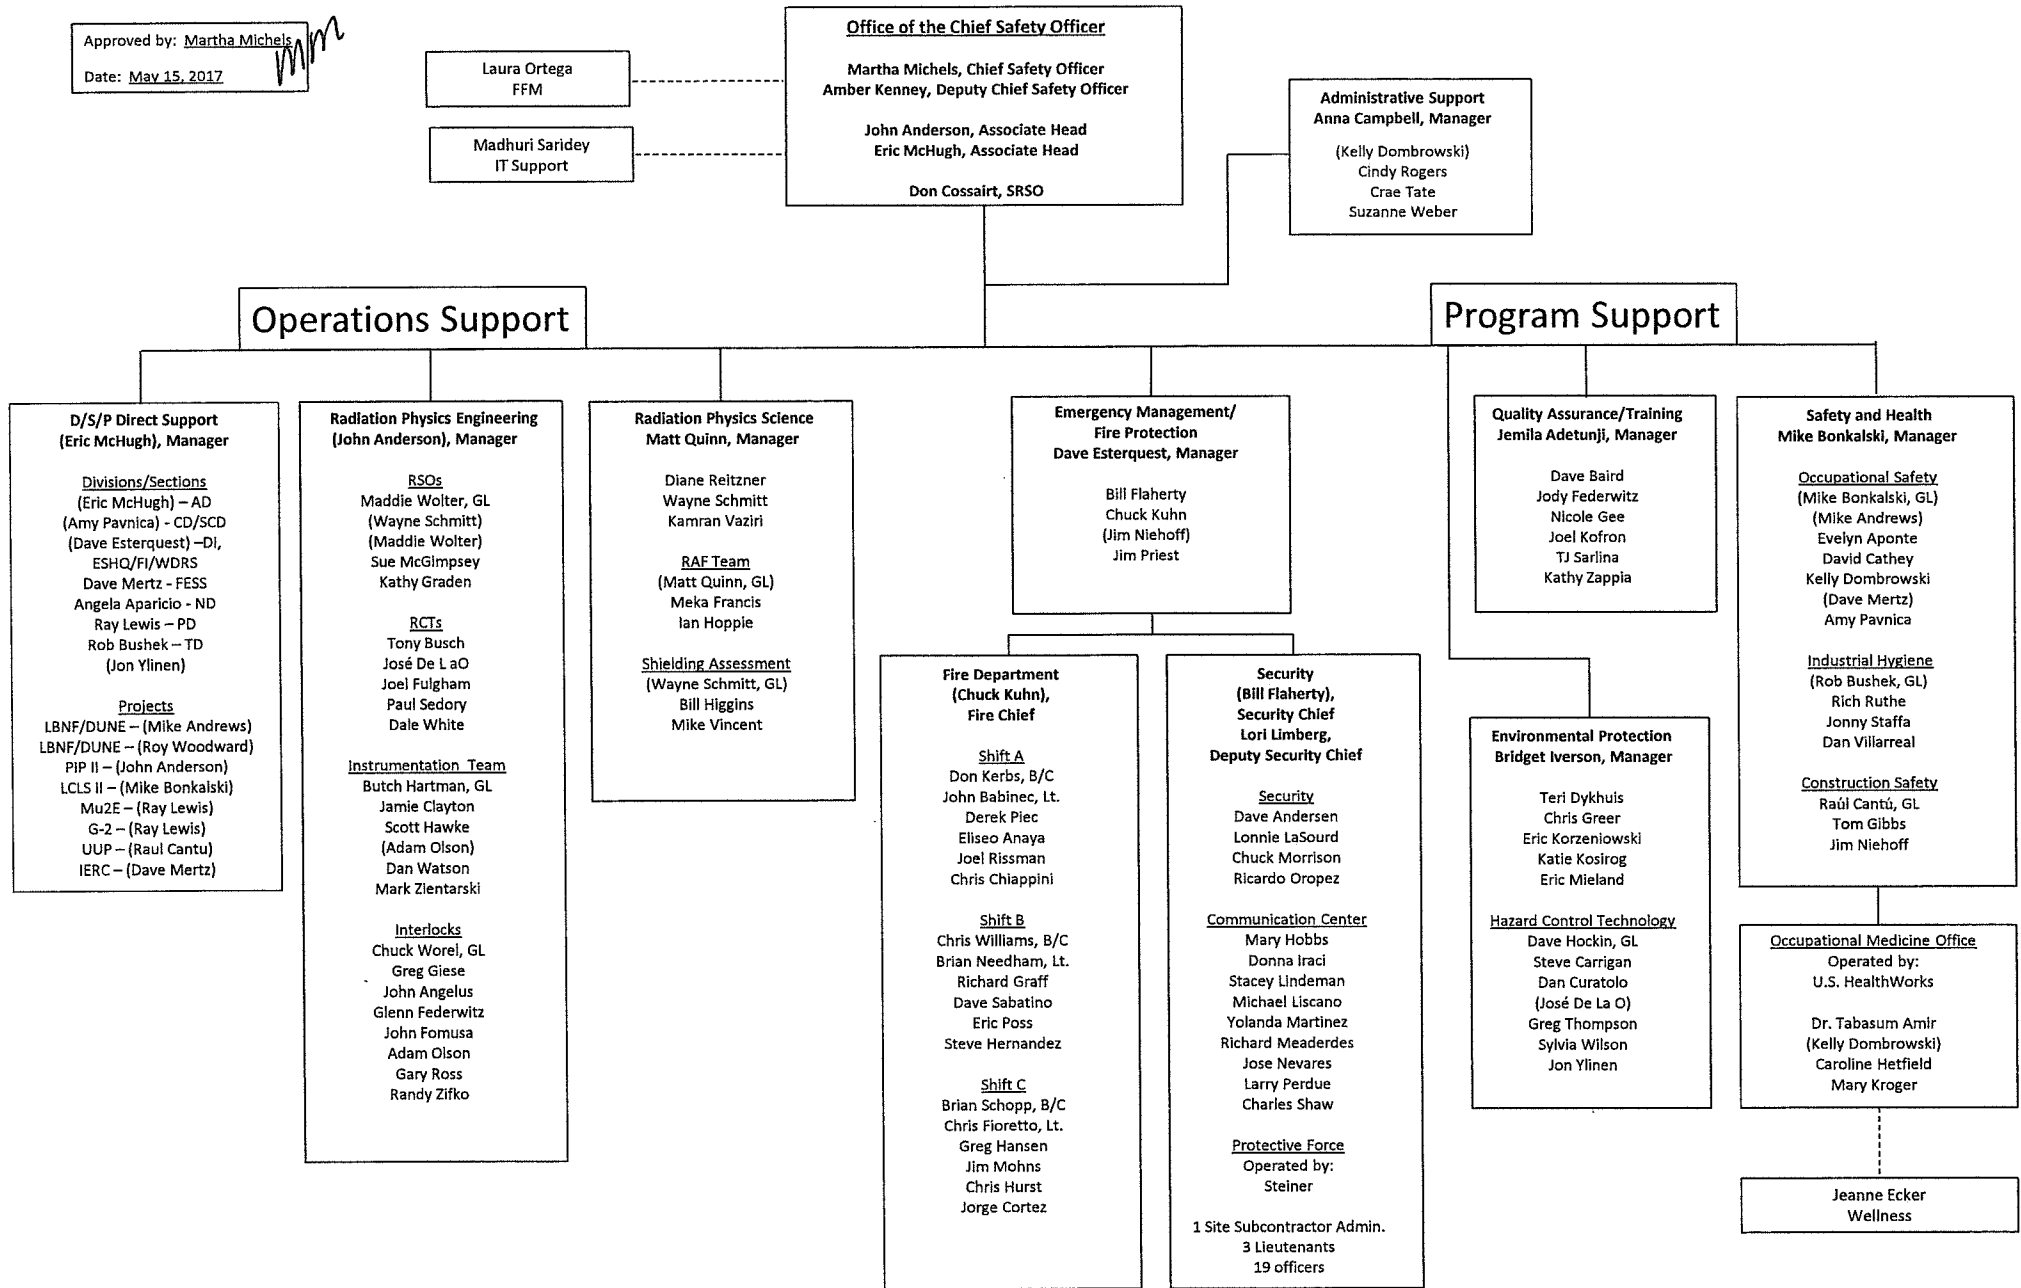 Approved by: Martha Michels
MM
Date: May 15, 2017
Laura Ortega
FFM
Madhuri Saridey
IT Support
Office of the Chief Safety Officer
Martha Michels, Chief Safety Officer
Amber Kenney, Deputy Chief Safety Officer
John Anderson, Associate Head
Eric McHugh, Associate Head
Don Cossairt, SRSO
Administrative Support
Anna Campbell, Manager
(Kelly Dombrowski)
Cindy Rogers
Crae Tate
Suzanne Weber
Operations Support
Program Support
D/S/P Direct Support
(Eric McHugh), Manager
Divisions/Sections
(Eric McHugh) – AD
(Amy Pavnica) - CD/SCD
(Dave Esterquest) –DI,
ESHQ/FI/WDRS
Dave Mertz - FESS
Angela Aparicio - ND
Ray Lewis – PD
Rob Bushek – TD
(Jon Ylinen)
Projects
LBNF/DUNE – (Mike Andrews)
LBNF/DUNE – (Roy Woodward)
PIP II – (John Anderson)
LCLS II – (Mike Bonkalski)
Mu2E – (Ray Lewis)
G-2 – (Ray Lewis)
UUP – (Raul Cantu)
IERC – (Dave Mertz)
Radiation Physics Engineering
(John Anderson), Manager
RSOs
Maddie Wolter, GL
(Wayne Schmitt)
(Maddie Wolter)
Sue McGimpsey
Kathy Graden
RCTs
Tony Busch
José De L aO
Joel Fulgham
Paul Sedory
Dale White
Instrumentation Team
Butch Hartman, GL
Jamie Clayton
Scott Hawke
(Adam Olson)
Dan Watson
Mark Zientarski
Interlocks
Chuck Worel, GL
Greg Giese
John Angelus
Glenn Federwitz
John Fomusa
Adam Olson
Gary Ross
Randy Zifko
Radiation Physics Science
Matt Quinn, Manager
Diane Reitzner
Wayne Schmitt
Kamran Vaziri
RAF Team
(Matt Quinn, GL)
Meka Francis
Ian Hoppie
Shielding Assessment
(Wayne Schmitt, GL)
Bill Higgins
Mike Vincent
Emergency Management/
Fire Protection
Dave Esterquest, Manager
Bill Flaherty
Chuck Kuhn
(Jim Niehoff)
Jim Priest
Fire Department
(Chuck Kuhn),
Fire Chief
Shift A
Don Kerbs, B/C
John Babinec, Lt.
Derek Piec
Eliseo Anaya
Joel Rissman
Chris Chiappini
Shift B
Chris Williams, B/C
Brian Needham, Lt.
Richard Graff
Dave Sabatino
Eric Poss
Steve Hernandez
Shift C
Brian Schopp, B/C
Chris Fioretto, Lt.
Greg Hansen
Jim Mohns
Chris Hurst
Jorge Cortez
Security
(Bill Flaherty),
Security Chief
Lori Limberg,
Deputy Security Chief
Security
Dave Andersen
Lonnie LaSourd
Chuck Morrison
Ricardo Oropez
Communication Center
Mary Hobbs
Donna Iraci
Stacey Lindeman
Michael Liscano
Yolanda Martinez
Richard Meaderdes
Jose Nevares
Larry Perdue
Charles Shaw
Protective Force
Operated by:
Steiner
1 Site Subcontractor Admin.
3 Lieutenants
19 officers
Quality Assurance/Training
Jemila Adetunji, Manager
Dave Baird
Jody Federwitz
Nicole Gee
Joel Kofron
TJ Sarlina
Kathy Zappia
Environmental Protection
Bridget Iverson, Manager
Teri Dykhuis
Chris Greer
Eric Korzeniowski
Katie Kosirog
Eric Mieland
Hazard Control Technology
Dave Hockin, GL
Steve Carrigan
Dan Curatolo
(José De La O)
Greg Thompson
Sylvia Wilson
Jon Ylinen
Safety and Health
Mike Bonkalski, Manager
Occupational Safety
(Mike Bonkalski, GL)
(Mike Andrews)
Evelyn Aponte
David Cathey
Kelly Dombrowski
(Dave Mertz)
Amy Pavnica
Industrial Hygiene
(Rob Bushek, GL)
Rich Ruthe
Jonny Staffa
Dan Villarreal
Construction Safety
Raúl Cantú, GL
Tom Gibbs
Jim Niehoff
Occupational Medicine Office
Operated by:
U.S. HealthWorks
Dr. Tabasum Amir
(Kelly Dombrowski)
Caroline Hetfield
Mary Kroger
Jeanne Ecker
Wellness